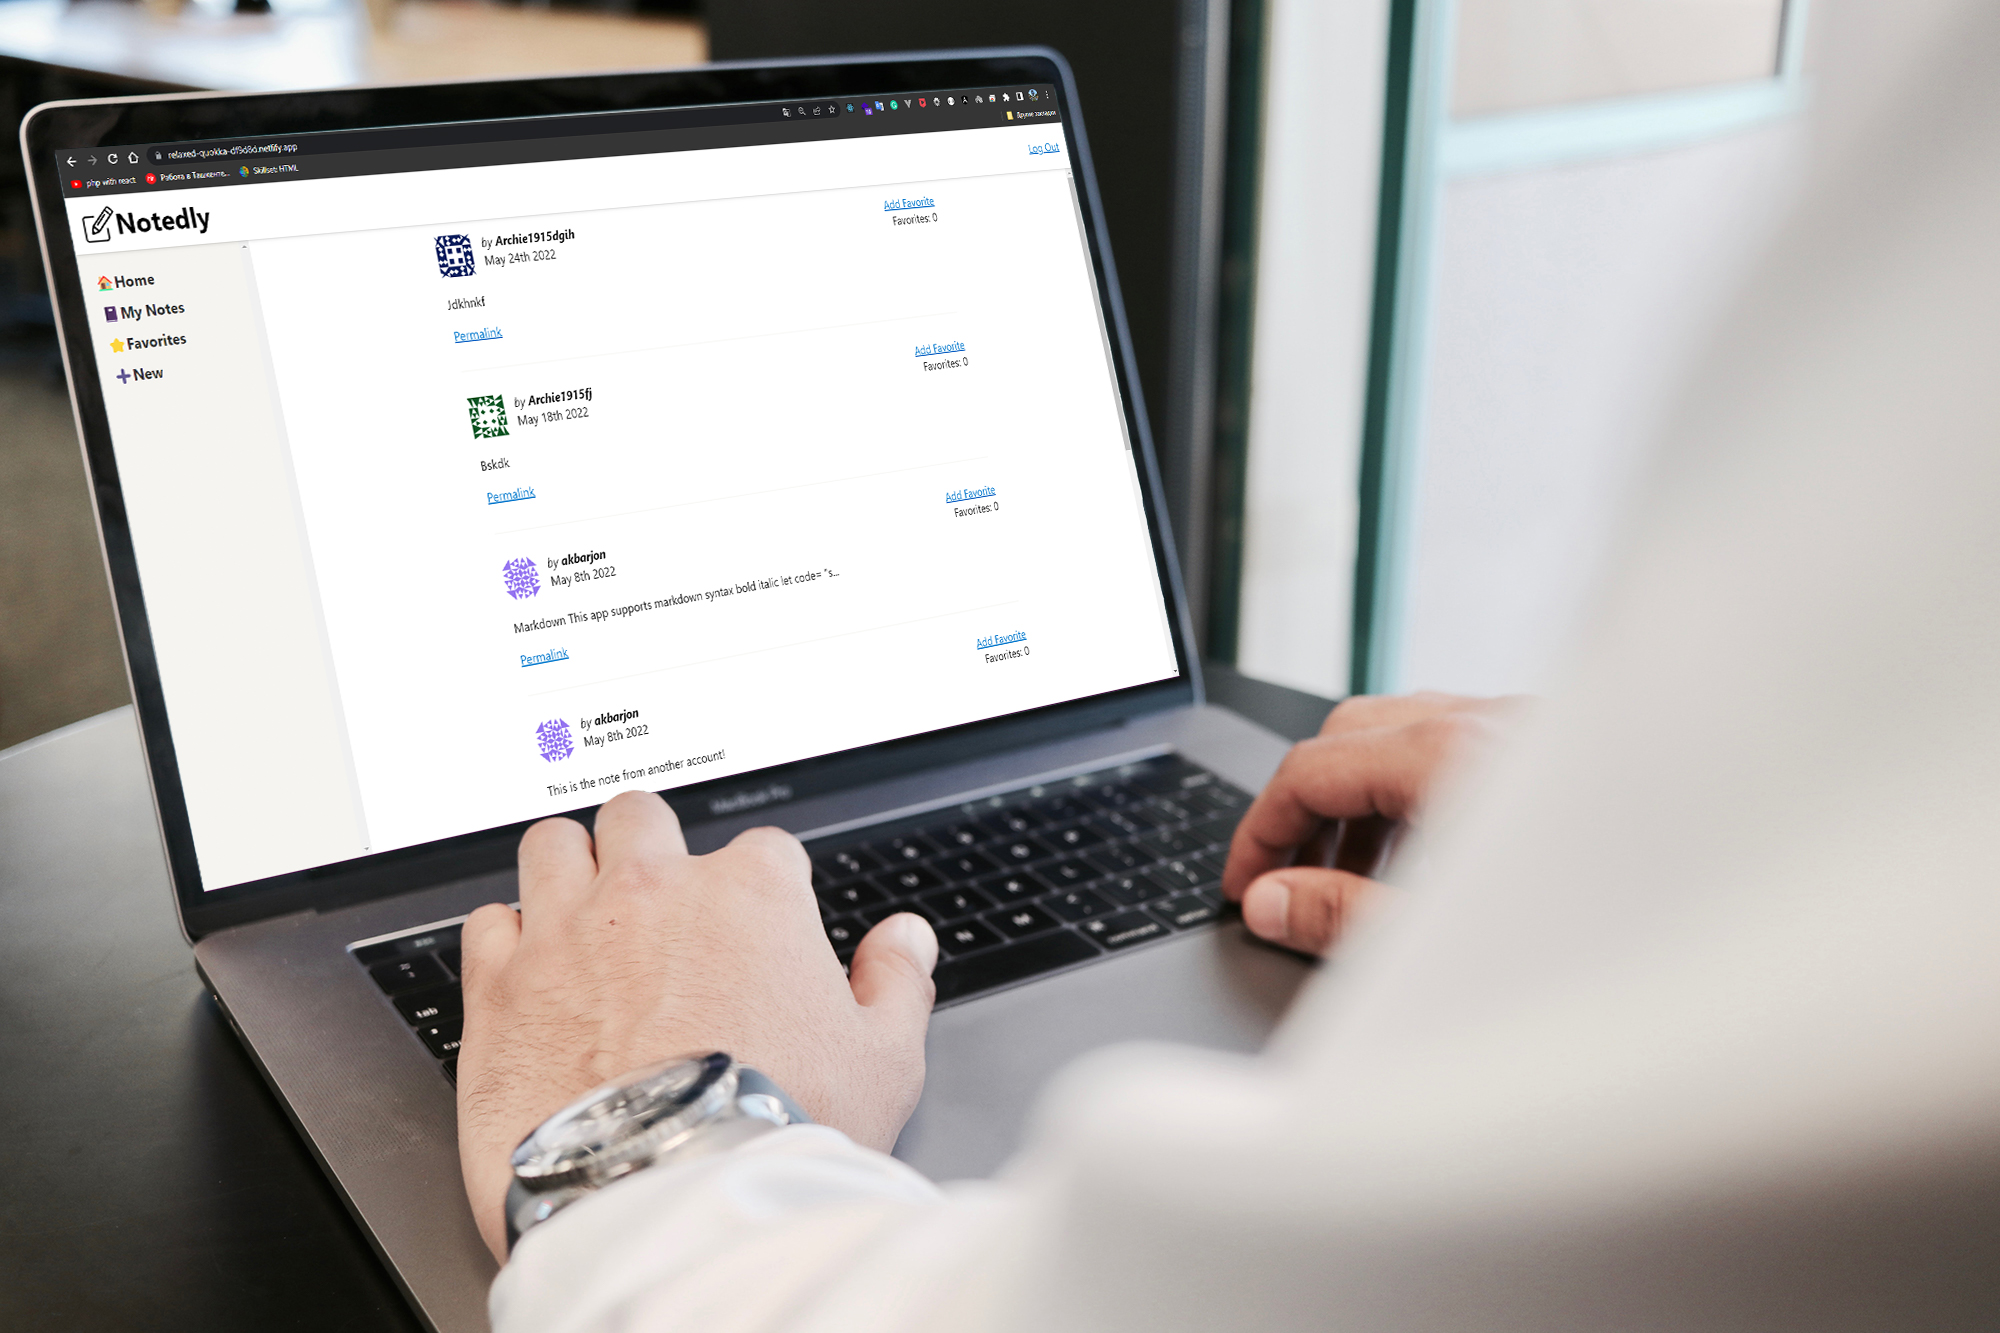 relaxed-quokka-df9d8d.netlify.app
php with react
Работа в Ташкенте...
Skillset: HTML
Другие закладки
Notedly
Log Out
Home
My Notes
Favorites
New
by Archie1915dgih
May 24th 2022
Add Favorite
Favorites: 0
Jdkhnkf
Permalink
by Archie1915fj
May 18th 2022
Add Favorite
Favorites: 0
Bskdk
Permalink
by akbarjon
May 8th 2022
Add Favorite
Favorites: 0
Markdown This app supports markdown syntax bold italic let code= "s...
Permalink
by akbarjon
May 8th 2022
Add Favorite
Favorites: 0
This is the note from another account!
MacBook Pro
tab
command